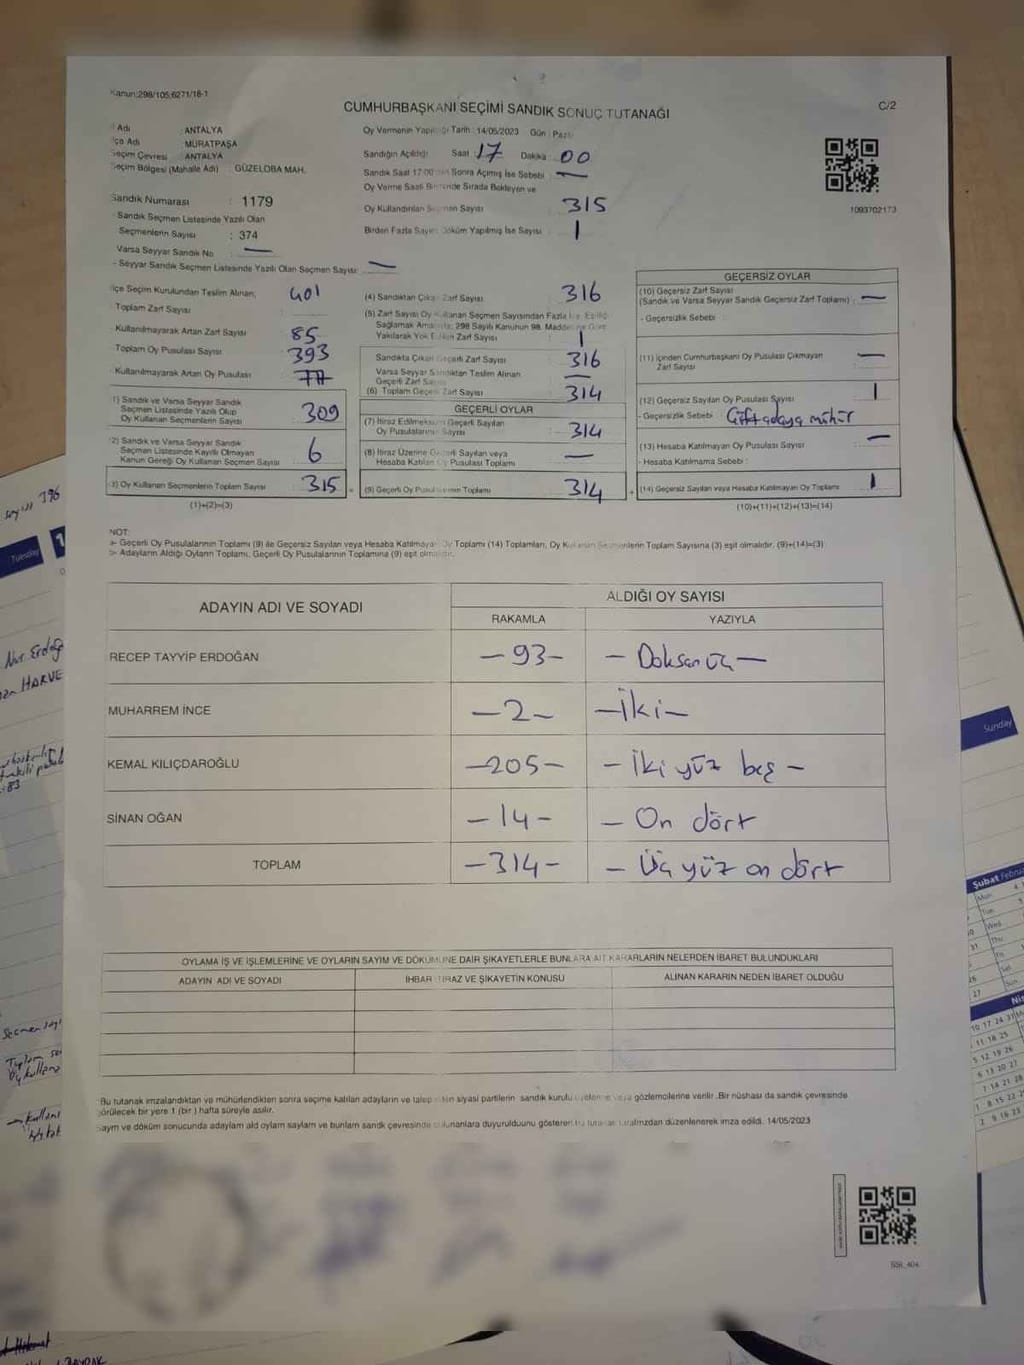 Kanun:298/105;6271/18-1
CUMHURBAŞKANI SEÇİMİ SANDIK SONUÇ TUTANAĞI
C/2
Adı : ANTALYA
Adı : MURATPAŞA
Seçim Çevresi : ANTALYA
Seçim Bölgesi (Mahalle Adı) : GÜZELOBA MAH.
Sandık Numarası : 1179
Sandık Seçmen Listesinde Yazılı Olan
Seçmenlerin Sayısı : 374
Varsa Seyyar Sandık No : —
- Seyyar Sandık Seçmen Listesinde Yazılı Olan Seçmen Sayısı: —
Oy Vermenin Tarih : 14/05/2023 Gün : Pazar
Sandığın Açıldığı Saat : 17 Dakika : 00
Sandık Saat 17:00 Sonra Açmış İse Sebebi : —
Oy Verme Saati Sırada Bekleyen ve
Oy Kullandırılan Seçmen Sayısı 315
Birden Fazla Sayım Döküm Yapılmış İse Sayısı : 1
1093702173
İlçe Seçim Kurulundan Teslim Alınan, 401
Toplam Zarf Sayısı
Kullanılmayarak Artan Zarf Sayısı 85
Toplam Oy Pusulası Sayısı 393
Kullanılmayarak Artan Oy Pusulası 77
1) Sandık ve Varsa Seyyar Sandık
Seçmen Listesinde Yazılı Olup
Oy Kullanan Seçmenlerin Sayısı 309
2) Sandık ve Varsa Seyyar Sandık
Seçmen Listesinde Kayıtlı Olmayan
Kanun Gereği Oy Kullanan Seçmen Sayısı 6
3) Oy Kullanan Seçmenlerin Toplam Sayısı 315
(1)+(2)=(3)
(4) Sandıktan Çıkan Zarf Sayısı : 316
(5) Zarf Sayısı Oy Kullanan Seçmen Sayısından Fazla İse, Eşitliği
Sağlamak Amacıyla; 298 Sayılı Kanunun 98. Maddesine Göre
Yakılarak Yok Edilen Zarf Sayısı : 1
Sandıkta Çıkan Geçerli Zarf Sayısı : 316
Varsa Seyyar Sandıktan Teslim Alınan
Geçerli Zarf Sayısı : —
(6) Toplam Geçerli Zarf Sayısı : 314
GEÇERLİ OYLAR
(7) İtiraz Edilmeksizin Geçerli Sayılan
Oy Pusulalarının Sayısı : 314
(8) İtiraz Üzerine Geçerli Sayılan veya
Hesaba Katılan Oy Pusulası Toplamı : —
(9) Geçerli Oy Pusulalarının Toplamı : 314
GEÇERSİZ OYLAR
(10) Geçersiz Zarf Sayısı
(Sandık ve Varsa Seyyar Sandık Geçersiz Zarf Toplamı) : —
- Geçersizlik Sebebi :
(11) İçinden Cumhurbaşkanı Oy Pusulası Çıkmayan : —
Zarf Sayısı
(12) Geçersiz Sayılan Oy Pusulası Sayısı : 1
- Geçersizlik Sebebi : Çift adaya mühür
(13) Hesaba Katılmayan Oy Pusulası Sayısı : —
- Hesaba Katılmama Sebebi :
(14) Geçersiz Sayılan veya Hesaba Katılmayan Oy Toplamı : 1
(10)+(11)+(12)+(13)=(14)
NOT:
➢ Geçerli Oy Pusulalarının Toplamı (9) ile Geçersiz Sayılan veya Hesaba Katılmayan Oy Toplamı (14) Toplamları, Oy Kullanan Seçmenlerin Toplam Sayısına (3) eşit olmalıdır. (9)+(14)=(3)
➢ Adayların Aldığı Oyların Toplamı, Geçerli Oy Pusulalarının Toplamına (9) eşit olmalıdır.
ADAYIN ADI VE SOYADI
ALDIĞI OY SAYISI
RAKAMLA YAZIYLA
RECEP TAYYİP ERDOĞAN –93– – Doksan üç –
MUHARREM İNCE –2– – İki –
KEMAL KILIÇDAROĞLU –205– – İki yüz beş –
SİNAN OĞAN –14– – On dört
TOPLAM –314– – Üç yüz on dört
OYLAMA İŞ VE İŞLEMLERİNE VE OYLARIN SAYIM VE DÖKÜMÜNE DAİR ŞİKAYETLERLE BUNLARA AİT KARARLARIN NELERDEN İBARET BULUNDUKLARI
ADAYIN ADI VE SOYADI
İHBAR İTİRAZ VE ŞİKAYETİN KONUSU
ALINAN KARARIN NEDEN İBARET OLDUĞU
Bu tutanak imzalandıktan ve mühürlendikten sonra seçime katılan adayların ve talep eden siyasi partilerin sandık kurulu üyelerine veya gözlemcilerine verilir .Bir nüshası da sandık çevresinde
görülecek bir yere 1 (bir ) hafta süreyle asılır.
Sayım ve döküm sonucunda adayların ald oyların sayların ve bunların sandk çevresinde bulunanlara duyurulduunu gösteren bu tutanak tarafmzdan düzenlenerek imza edildi. 14/05/2023
Tuesday
Sunday
Şubat
Mon
Tue
Wed
Thu
Fri
Sat
Sun